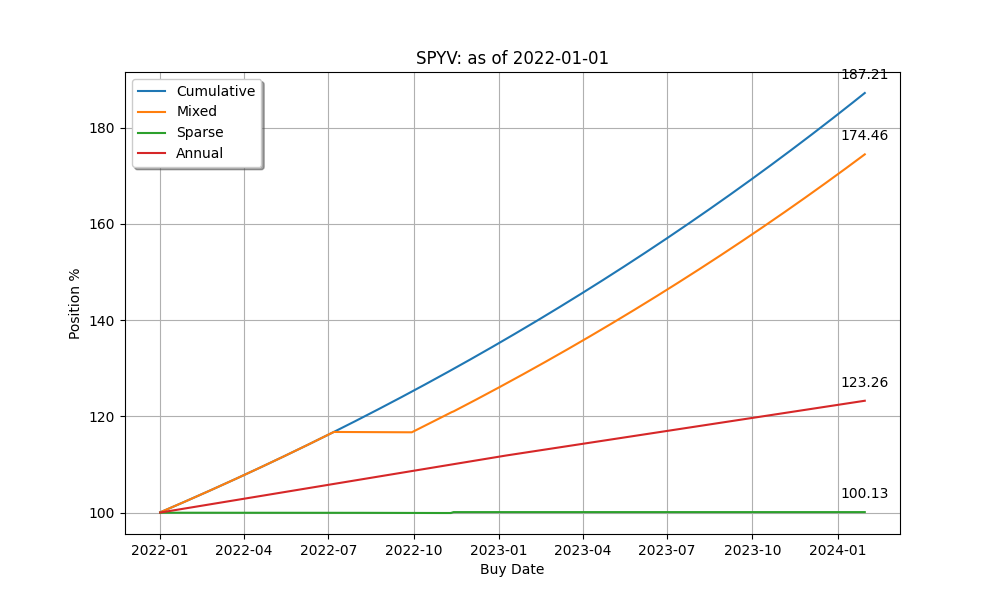 SPYV: as of 2022-01-01
187.21
Cumulative
Mixed
Sparse
Annual
174.46
123.26
100.13
180
160
140
120
100
Position %
2022-01 2022-04 2022-07 2022-10 2023-01 2023-04 2023-07 2023-10 2024-01
Buy Date